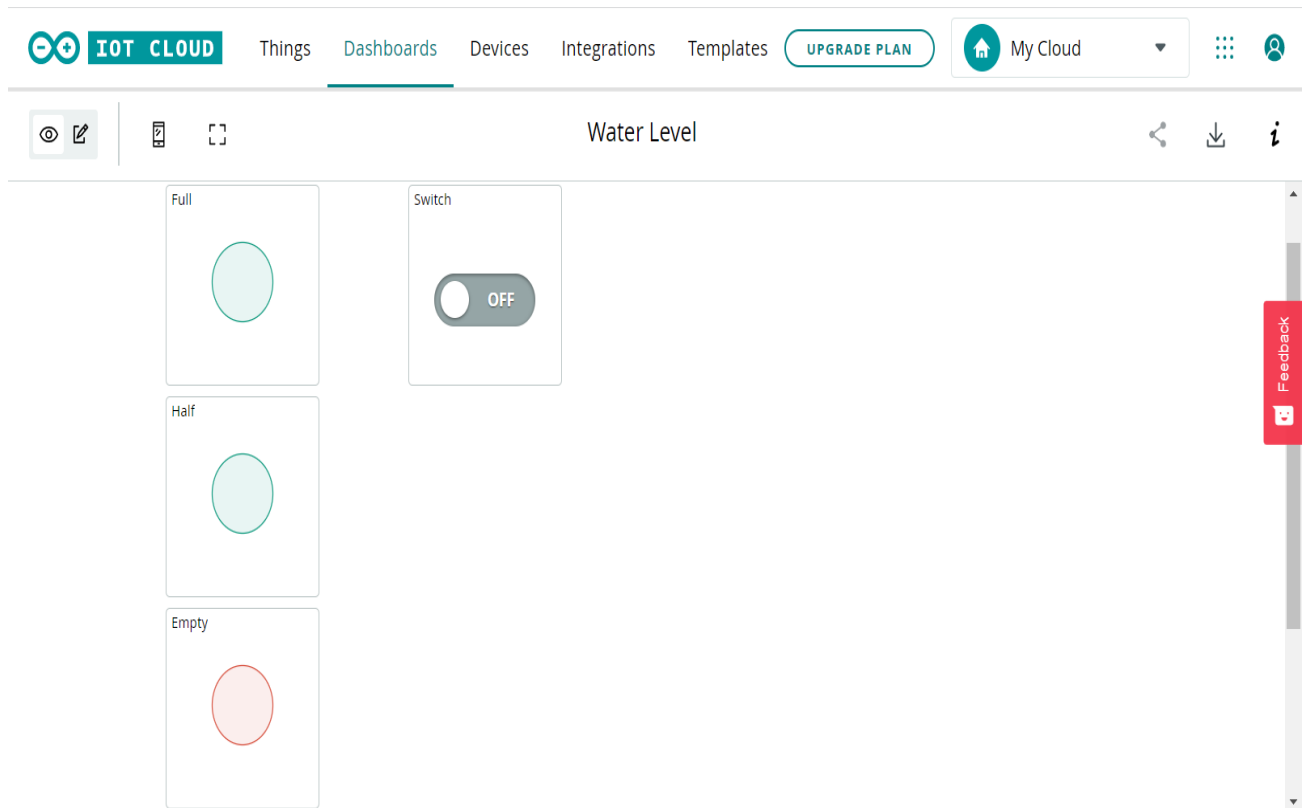 IOT CLOUD Things Dashboards Devices Integrations Templates UPGRADE PLAN My Cloud
Water Level
Full Switch
OFF
Half
Empty
Feedback